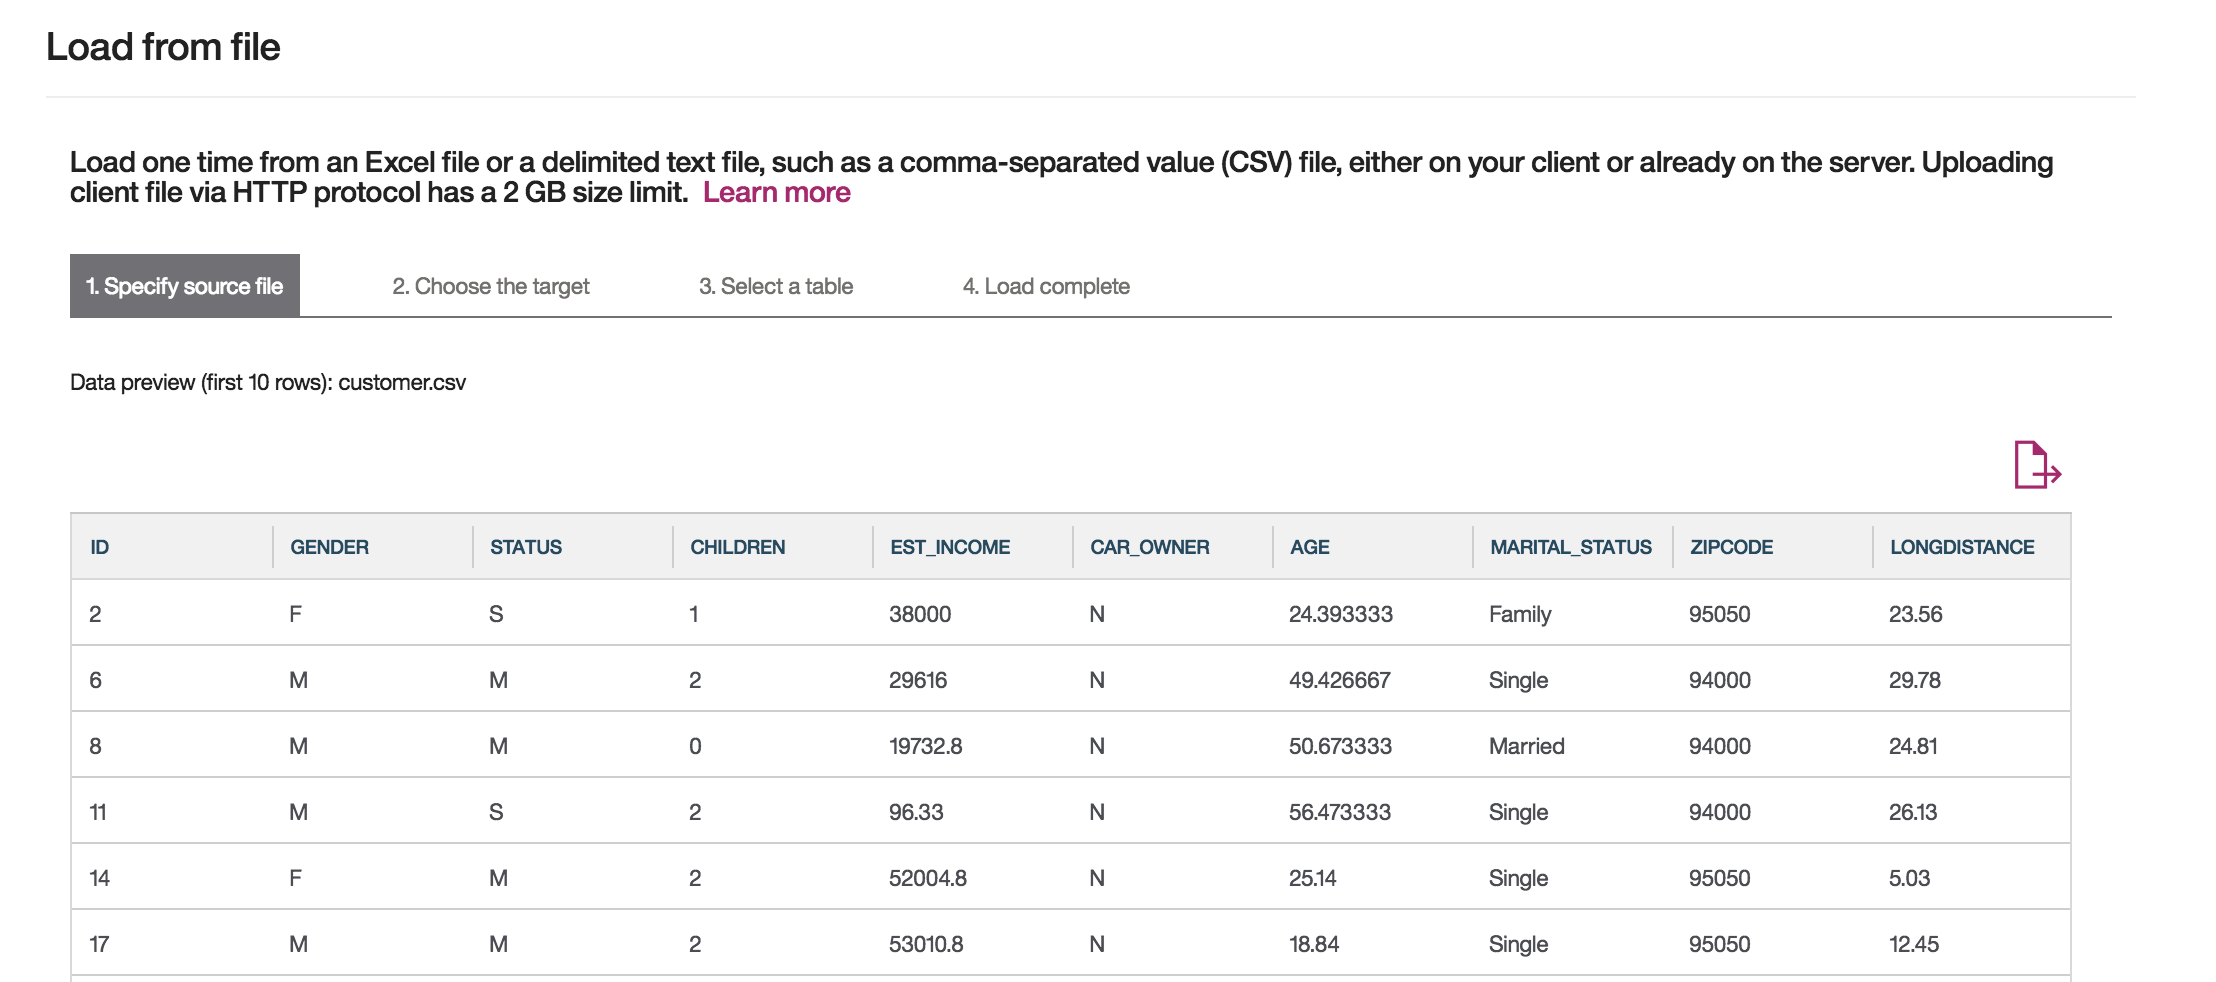 Load from file
Load one time from an Excel file or a delimited text file, such as a comma-separated value (CSV) file, either on your client or already on the server. Uploading
client file via HTTP protocol has a 2 GB size limit. Learn more
1. Specify source file 2. Choose the target 3. Select a table 4. Load complete
Data preview (first 10 rows): customer.csv
ID GENDER STATUS CHILDREN EST_INCOME CAR_OWNER AGE MARITAL_STATUS ZIPCODE LONGDISTANCE
2 F S 1 38000 N 24.393333 Family 95050 23.56
6 M M 2 29616 N 49.426667 Single 94000 29.78
8 M M 0 19732.8 N 50.673333 Married 94000 24.81
11 M S 2 96.33 N 56.473333 Single 94000 26.13
14 F M 2 52004.8 N 25.14 Single 95050 5.03
17 M M 2 53010.8 N 18.84 Single 95050 12.45